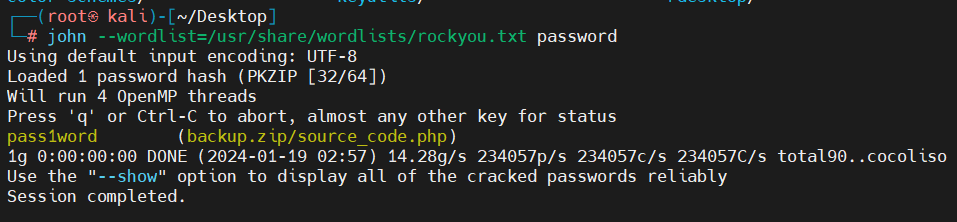 ┌──(root㉿kali)-[~/Desktop]
└─# john --wordlist=/usr/share/wordlists/rockyou.txt password
Using default input encoding: UTF-8
Loaded 1 password hash (PKZIP [32/64])
Will run 4 OpenMP threads
Press 'q' or Ctrl-C to abort, almost any other key for status
pass1word        (backup.zip/source_code.php)
1g 0:00:00:00 DONE (2024-01-19 02:57) 14.28g/s 234057p/s 234057c/s 234057C/s total90..cocoliso
Use the "--show" option to display all of the cracked passwords reliably
Session completed.